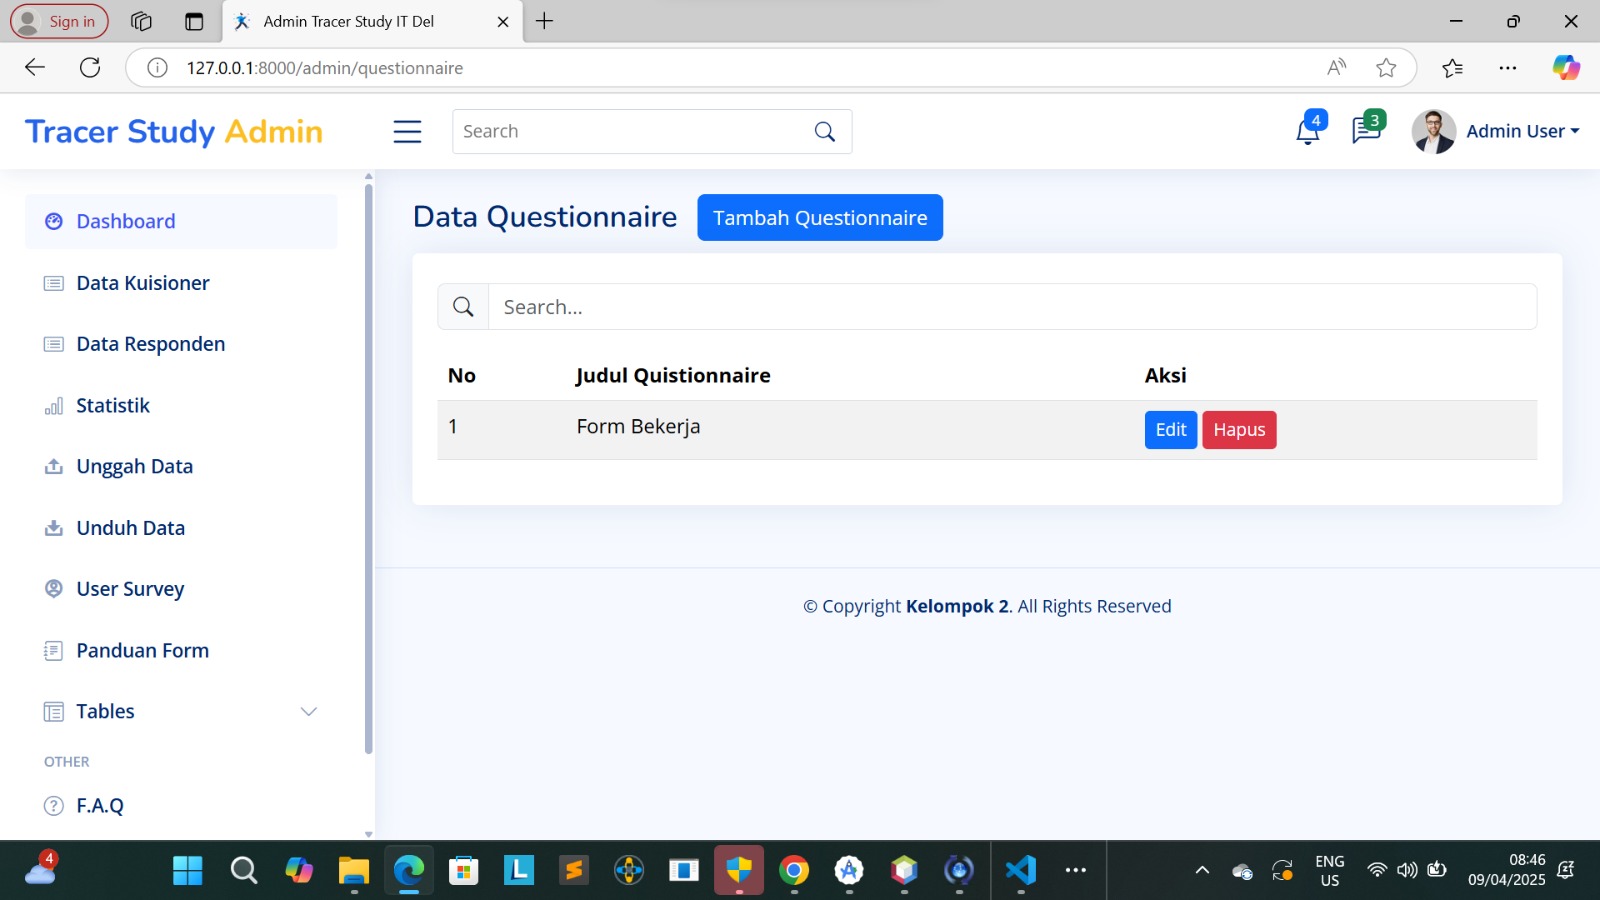 Sign in
Admin Tracer Study IT Del
127.0.0.1:8000/admin/questionnaire
Tracer Study Admin
Search
4
3
Admin User
Dashboard
Data Kuisioner
Data Responden
Statistik
Unggah Data
Unduh Data
User Survey
Panduan Form
Tables
OTHER
F.A.Q
Data Questionnaire
Tambah Questionnaire
Search...
No Judul Quistionnaire Aksi
1 Form Bekerja Edit Hapus
© Copyright Kelompok 2. All Rights Reserved
4
L
ENG
US
08:46
09/04/2025